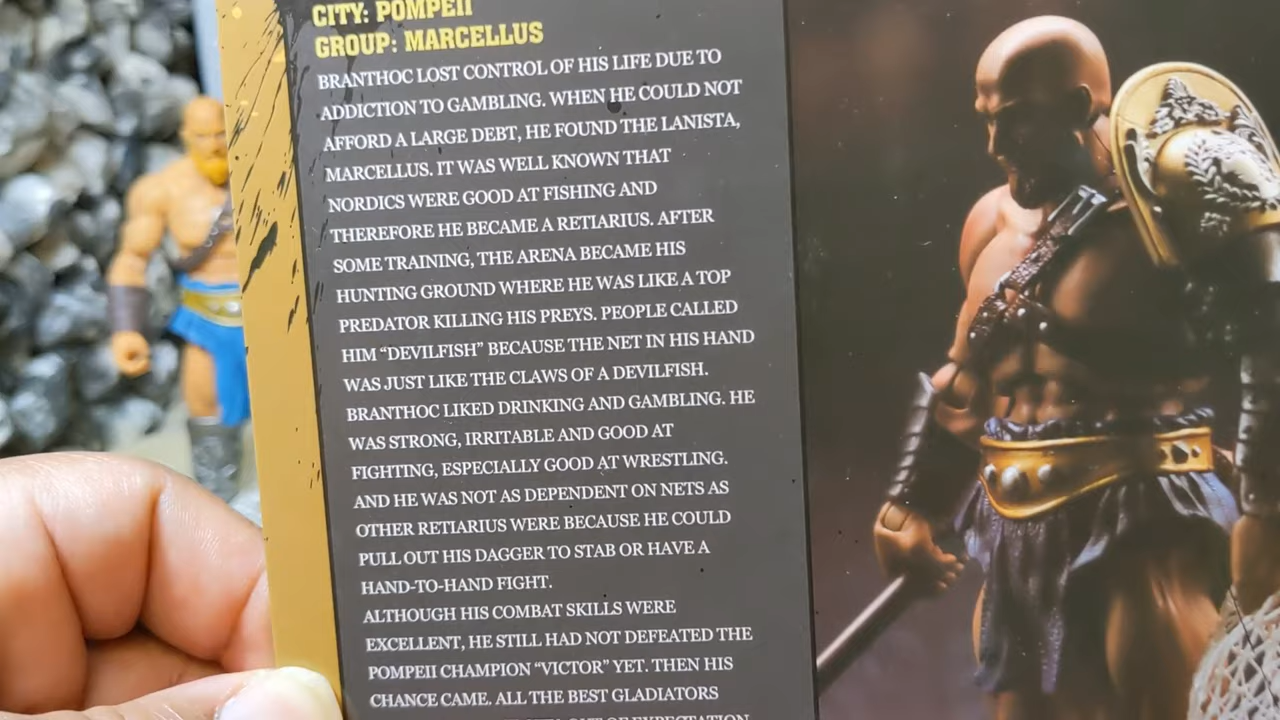 CITY: POMPEII
GROUP: MARCELLUS
BRANTHOC LOST CONTROL OF HIS LIFE DUE TO
ADDICTION TO GAMBLING. WHEN HE COULD NOT
AFFORD A LARGE DEBT, HE FOUND THE LANISTA,
MARCELLUS. IT WAS WELL KNOWN THAT
NORDICS WERE GOOD AT FISHING AND
THEREFORE HE BECAME A RETIARIUS. AFTER
SOME TRAINING, THE ARENA BECAME HIS
HUNTING GROUND WHERE HE WAS LIKE A TOP
PREDATOR KILLING HIS PREYS. PEOPLE CALLED
HIM “DEVILFISH” BECAUSE THE NET IN HIS HAND
WAS JUST LIKE THE CLAWS OF A DEVILFISH.
BRANTHOC LIKED DRINKING AND GAMBLING. HE
WAS STRONG, IRRITABLE AND GOOD AT
FIGHTING, ESPECIALLY GOOD AT WRESTLING.
AND HE WAS NOT AS DEPENDENT ON NETS AS
OTHER RETIARIUS WERE BECAUSE HE COULD
PULL OUT HIS DAGGER TO STAB OR HAVE A
HAND-TO-HAND FIGHT.
ALTHOUGH HIS COMBAT SKILLS WERE
EXCELLENT, HE STILL HAD NOT DEFEATED THE
POMPEII CHAMPION “VICTOR” YET. THEN HIS
CHANCE CAME. ALL THE BEST GLADIATORS
OUT OF EXPECTATION